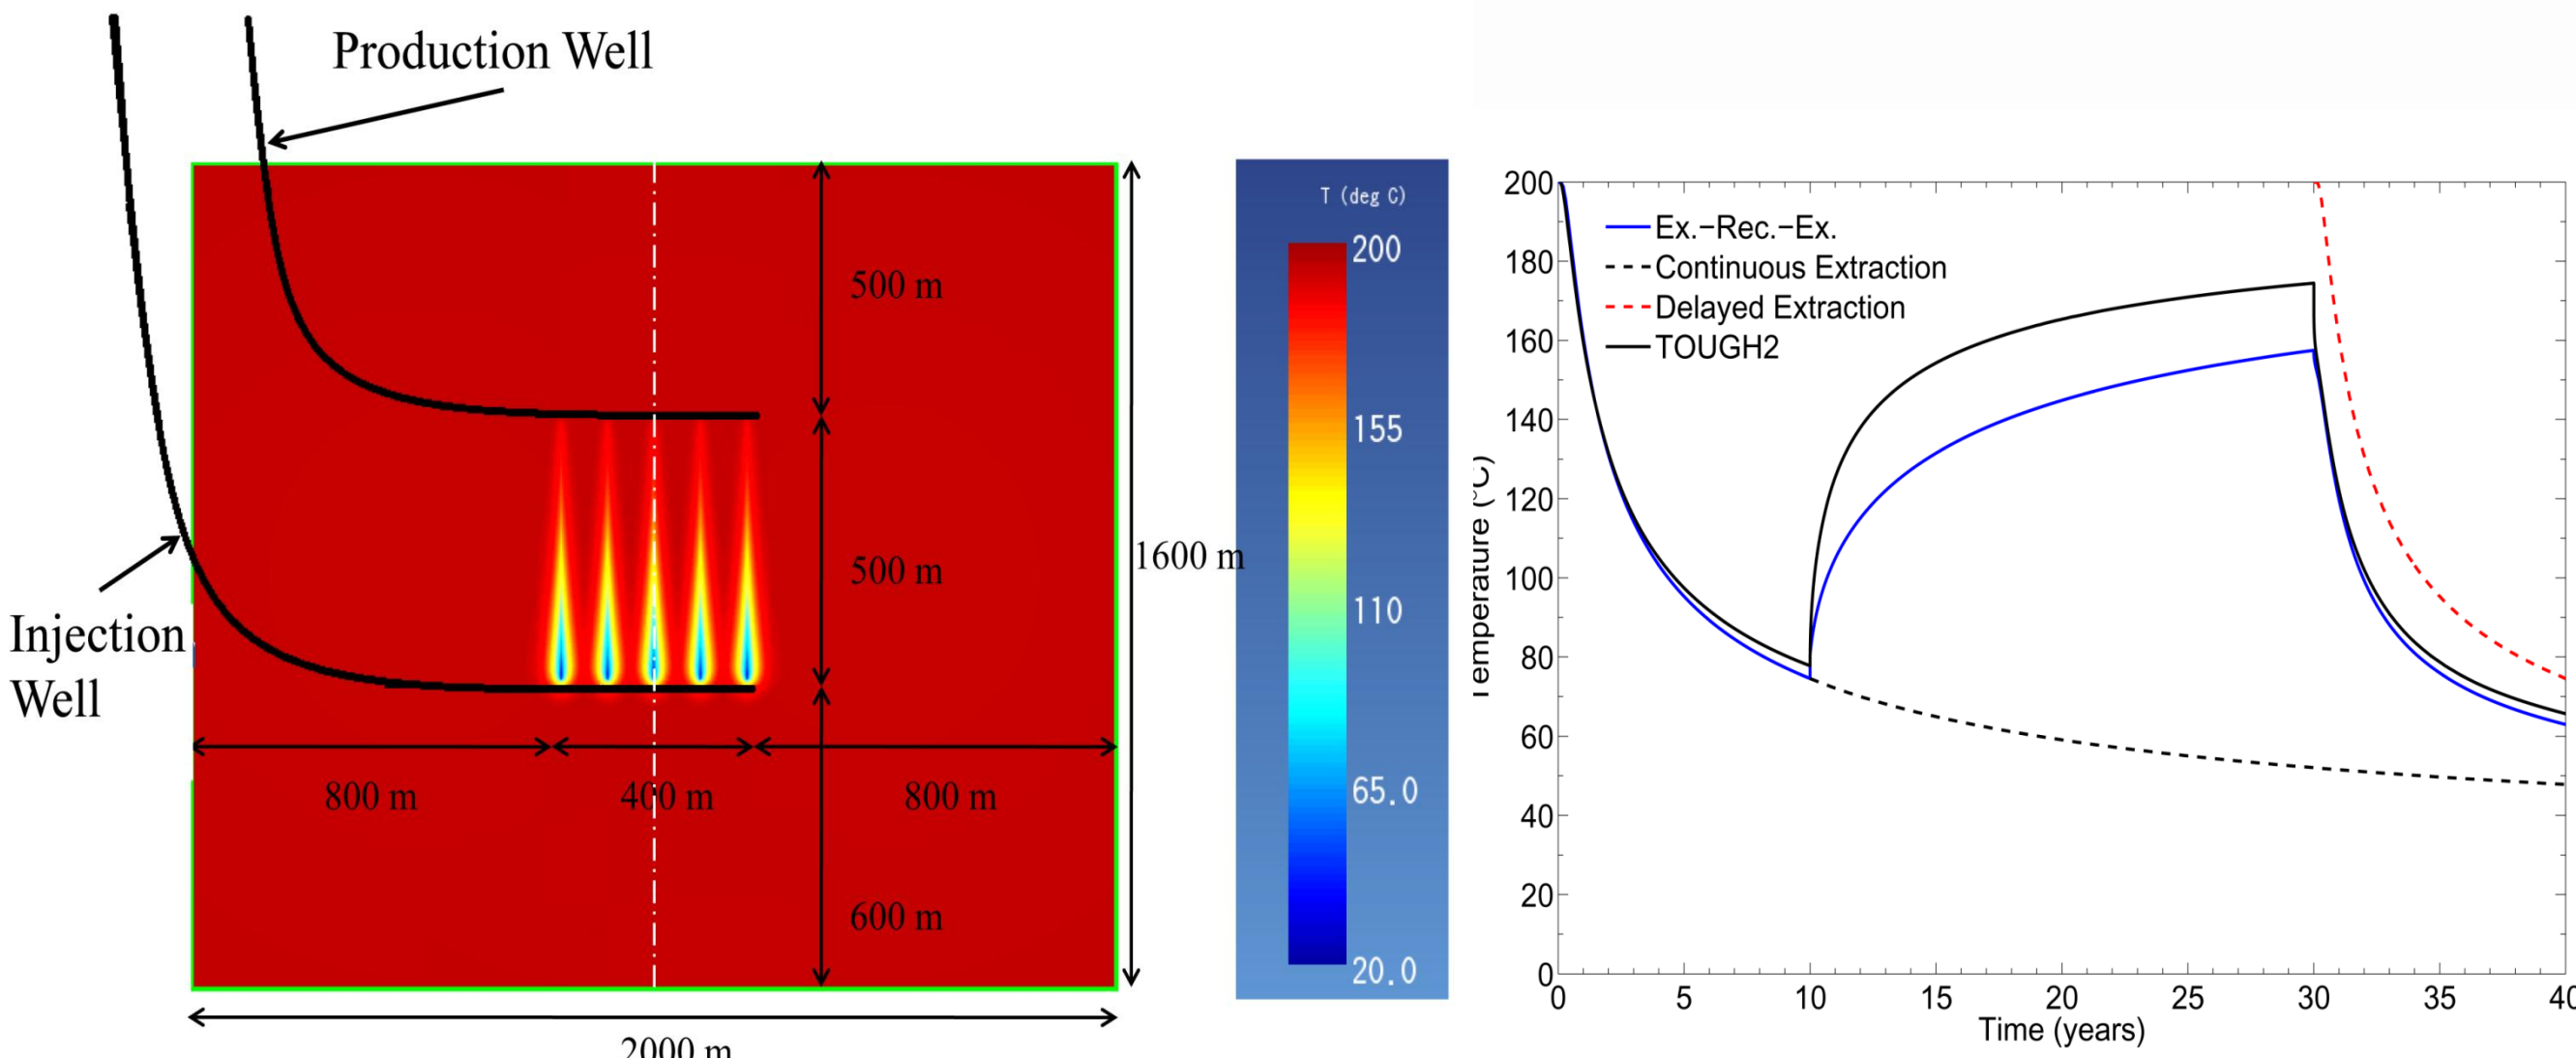 Production Well
Injection
Well
500 m
500 m
600 m
1600 m
800 m
400 m
800 m
2000 m
T (deg C)
200
155
110
65.0
20.0
Ex.−Rec.−Ex.
Continuous Extraction
Delayed Extraction
TOUGH2
200
180
160
140
120
100
80
60
40
20
0
Temperature (°C)
0 5 10 15 20 25 30 35 40
Time (years)